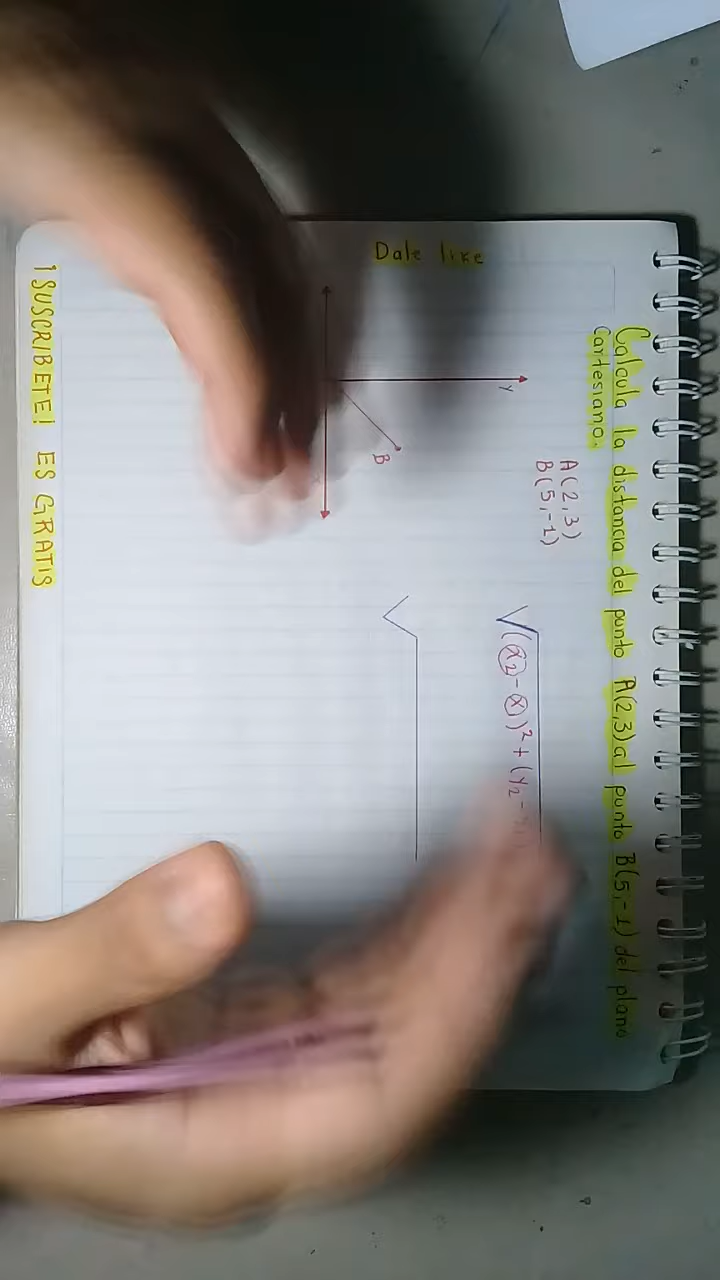 Calcula la distancia del punto A(2,3) al punto B(5,-1) del plano
Cartesiano.
A(2,3)
B(5,-1)
√(x₂-x₁)²+(y₂-
Y
B
Dale like
¡SUSCRIBETE! ES GRATIS